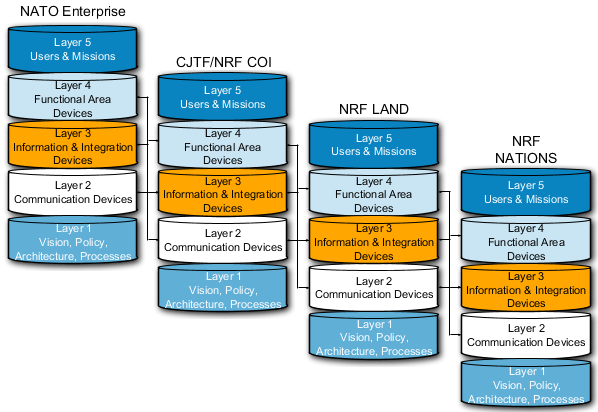 NATO Enterprise
Layer 5
Users & Missions
Layer 4
Functional Area
Devices
Layer 3
Information & Integration
Devices
Layer 2
Communication Devices
Layer 1
Vision, Policy,
Architecture, Processes
CJTF/NRF COI
Layer 5
Users & Missions
Layer 4
Functional Area
Devices
Layer 3
Information & Integration
Devices
Layer 2
Communication Devices
Layer 1
Vision, Policy,
Architecture, Processes
NRF LAND
Layer 5
Users & Missions
Layer 4
Functional Area
Devices
Layer 3
Information & Integration
Devices
Layer 2
Communication Devices
Layer 1
Vision, Policy,
Architecture, Processes
NRF
NATIONS
Layer 5
Users & Missions
Layer 4
Functional Area
Devices
Layer 3
Information & Integration
Devices
Layer 2
Communication Devices
Layer 1
Vision, Policy,
Architecture, Processes